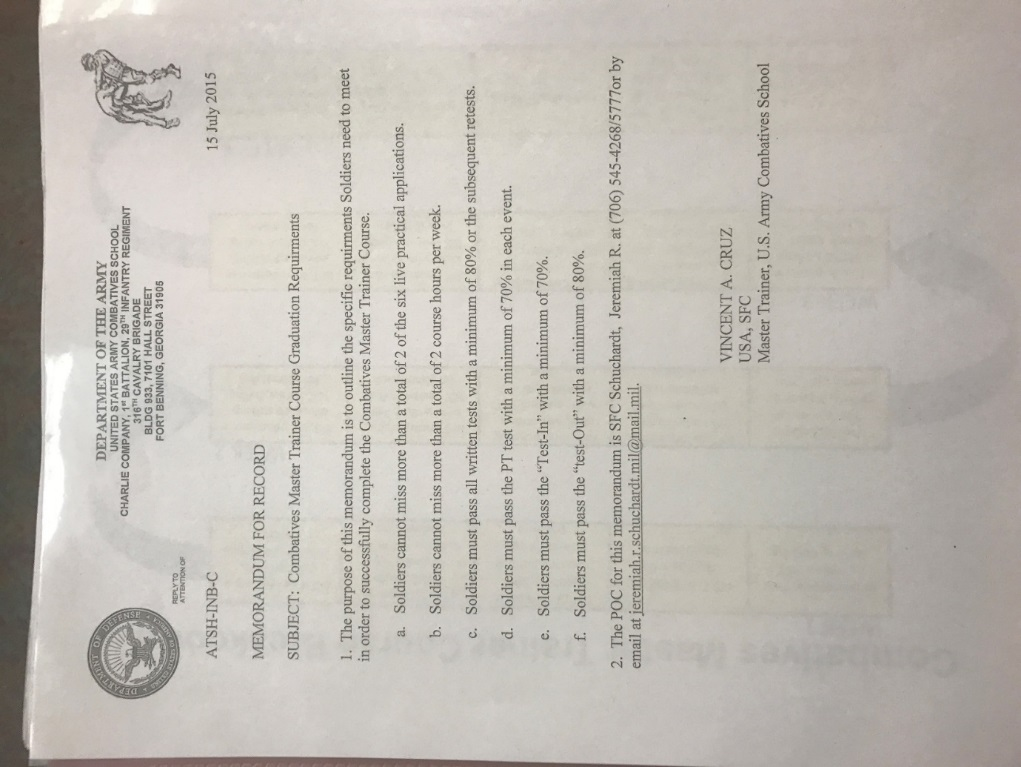 DEPARTMENT OF THE ARMY
UNITED STATES ARMY COMBATIVES SCHOOL
CHARLIE COMPANY, 1ST BATTALION, 29TH INFANTRY REGIMENT
316TH CAVALRY BRIGADE
BLDG 933, 7101 HALL STREET
FORT BENNING, GEORGIA 31905
REPLY TO
ATTENTION OF
ATSH-INB-C 15 July 2015
MEMORANDUM FOR RECORD
SUBJECT: Combatives Master Trainer Course Graduation Requirments
1. The purpose of this memorandum is to outline the specific requirments Soldiers need to meet
in order to successfully complete the Combatives Master Trainer Course.
a. Soldiers cannot miss more than a total of 2 of the six live practical applications.
b. Soldiers cannot miss more than a total of 2 course hours per week.
c. Soldiers must pass all written tests with a minimum of 80% or the subsequent retests.
d. Soldiers must pass the PT test with a minimum of 70% in each event.
e. Soldiers must pass the “Test-In” with a minimum of 70%.
f. Soldiers must pass the “test-Out” with a minimum of 80%.
2. The POC for this memorandum is SFC Schuchardt, Jeremiah R. at (706) 545-4268/5777or by
email at jeremiah.r.schuchardt.mil@mail.mil.
VINCENT A. CRUZ
USA, SFC
Master Trainer, U.S. Army Combatives School